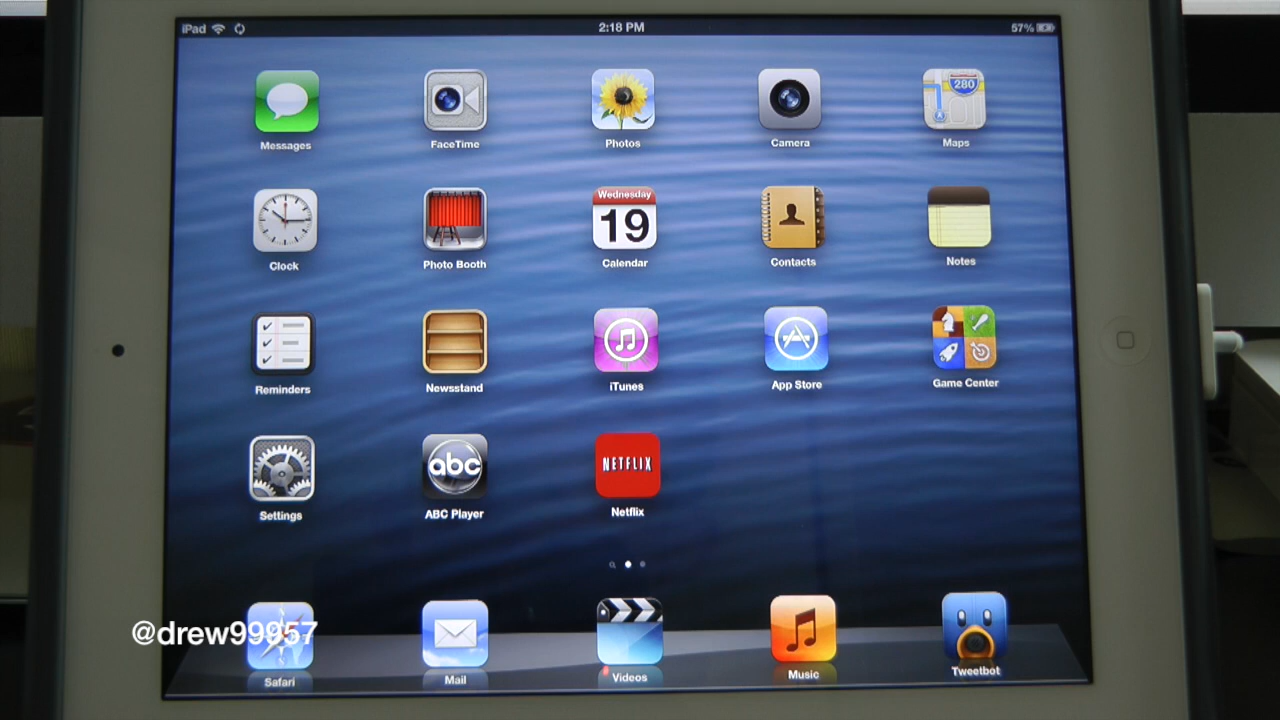 iPad 2:18 PM 57%
Messages FaceTime Photos Camera Maps
280
Clock Photo Booth Calendar Contacts Notes
Wednesday
19
Reminders Newsstand iTunes App Store Game Center
abc
NETFLIX
Settings ABC Player Netflix
@drew99957
Safari Mail Videos Music Tweetbot